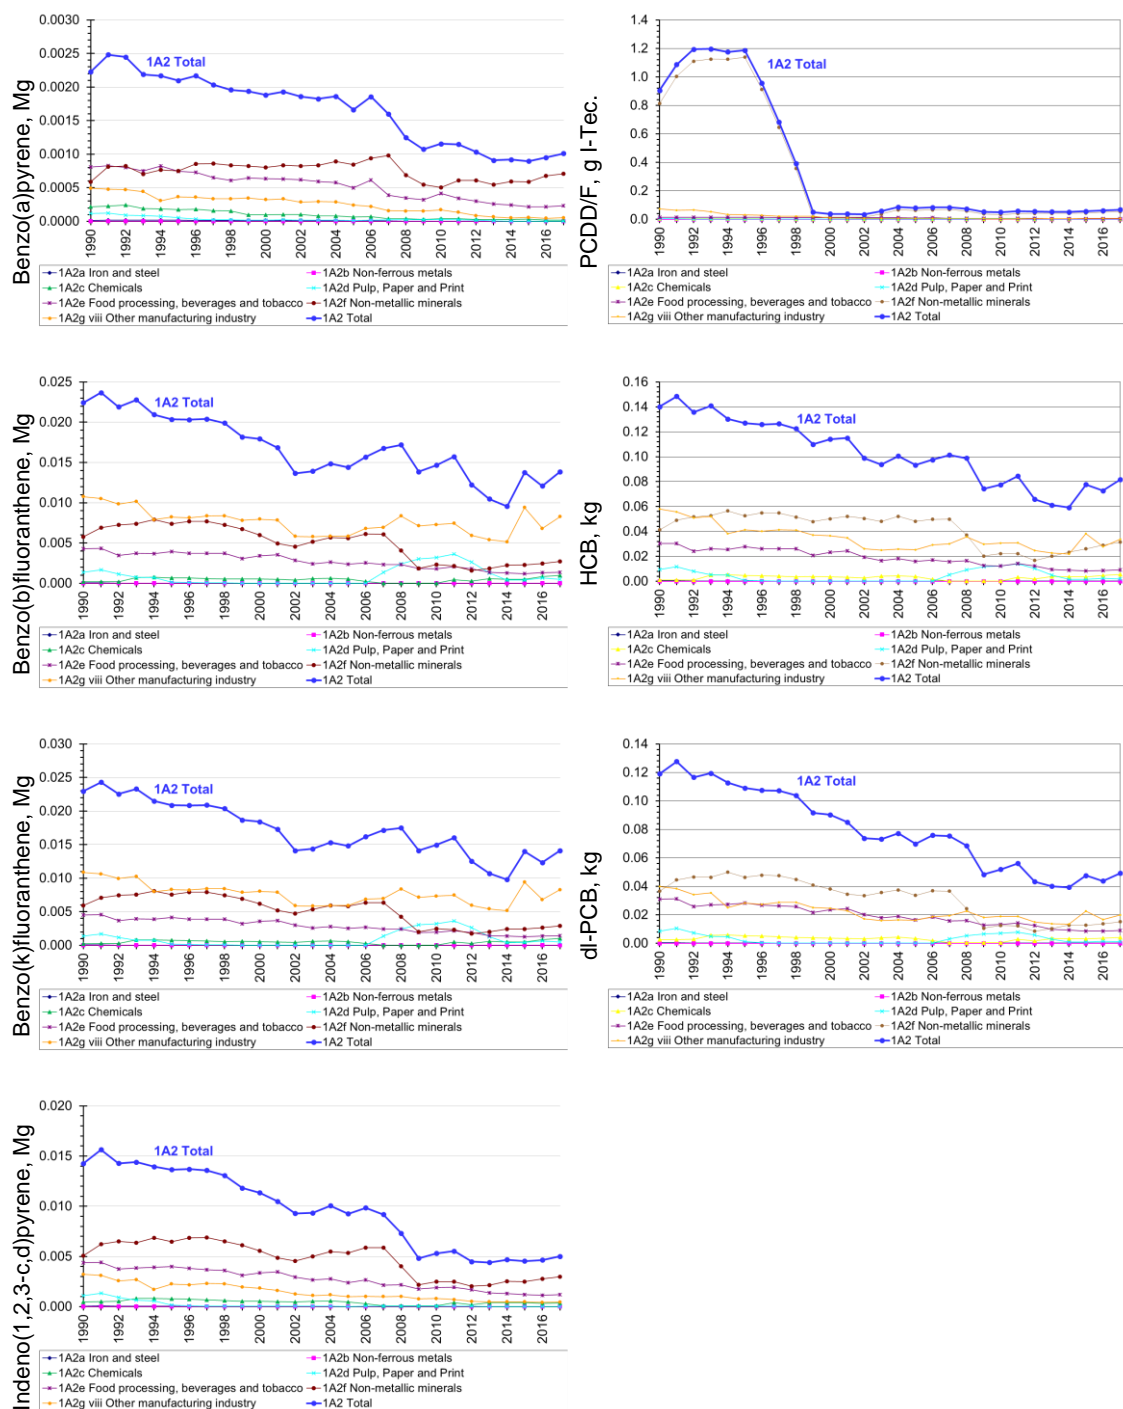 Benzo(a)pyrene, Mg
0.0030
0.0025
0.0020
0.0015
0.0010
0.0005
0.0000
1A2 Total
1990 1992 1994 1996 1998 2000 2002 2004 2006 2008 2010 2012 2014 2016
1A2a Iron and steel 1A2b Non-ferrous metals
1A2c Chemicals 1A2d Pulp, Paper and Print
1A2e Food processing, beverages and tobacco 1A2f Non-metallic minerals
1A2g viii Other manufacturing industry 1A2 Total
PCDD/F, g I-Tec.
1.4
1.2
1.0
0.8
0.6
0.4
0.2
0.0
1A2 Total
1990 1992 1994 1996 1998 2000 2002 2004 2006 2008 2010 2012 2014 2016
1A2a Iron and steel 1A2b Non-ferrous metals
1A2c Chemicals 1A2d Pulp, Paper and Print
1A2e Food processing, beverages and tobacco 1A2f Non-metallic minerals
1A2g viii Other manufacturing industry 1A2 Total
Benzo(b)fluoranthene, Mg
0.025
0.020
0.015
0.010
0.005
0.000
1A2 Total
1990 1992 1994 1996 1998 2000 2002 2004 2006 2008 2010 2012 2014 2016
1A2a Iron and steel 1A2b Non-ferrous metals
1A2c Chemicals 1A2d Pulp, Paper and Print
1A2e Food processing, beverages and tobacco 1A2f Non-metallic minerals
1A2g viii Other manufacturing industry 1A2 Total
HCB, kg
0.16
0.14
0.12
0.10
0.08
0.06
0.04
0.02
0.00
1A2 Total
1990 1992 1994 1996 1998 2000 2002 2004 2006 2008 2010 2012 2014 2016
1A2a Iron and steel 1A2b Non-ferrous metals
1A2c Chemicals 1A2d Pulp, Paper and Print
1A2e Food processing, beverages and tobacco 1A2f Non-metallic minerals
1A2g viii Other manufacturing industry 1A2 Total
Benzo(k)fluoranthene, Mg
0.030
0.025
0.020
0.015
0.010
0.005
0.000
1A2 Total
1990 1992 1994 1996 1998 2000 2002 2004 2006 2008 2010 2012 2014 2016
1A2a Iron and steel 1A2b Non-ferrous metals
1A2c Chemicals 1A2d Pulp, Paper and Print
1A2e Food processing, beverages and tobacco 1A2f Non-metallic minerals
1A2g viii Other manufacturing industry 1A2 Total
dl-PCB, kg
0.14
0.12
0.10
0.08
0.06
0.04
0.02
0.00
1A2 Total
1990 1992 1994 1996 1998 2000 2002 2004 2006 2008 2010 2012 2014 2016
1A2a Iron and steel 1A2b Non-ferrous metals
1A2c Chemicals 1A2d Pulp, Paper and Print
1A2e Food processing, beverages and tobacco 1A2f Non-metallic minerals
1A2g viii Other manufacturing industry 1A2 Total
Indeno(1,2,3-c,d)pyrene, Mg
0.020
0.015
0.010
0.005
0.000
1A2 Total
1990 1992 1994 1996 1998 2000 2002 2004 2006 2008 2010 2012 2014 2016
1A2a Iron and steel 1A2b Non-ferrous metals
1A2c Chemicals 1A2d Pulp, Paper and Print
1A2e Food processing, beverages and tobacco 1A2f Non-metallic minerals
1A2g viii Other manufacturing industry 1A2 Total